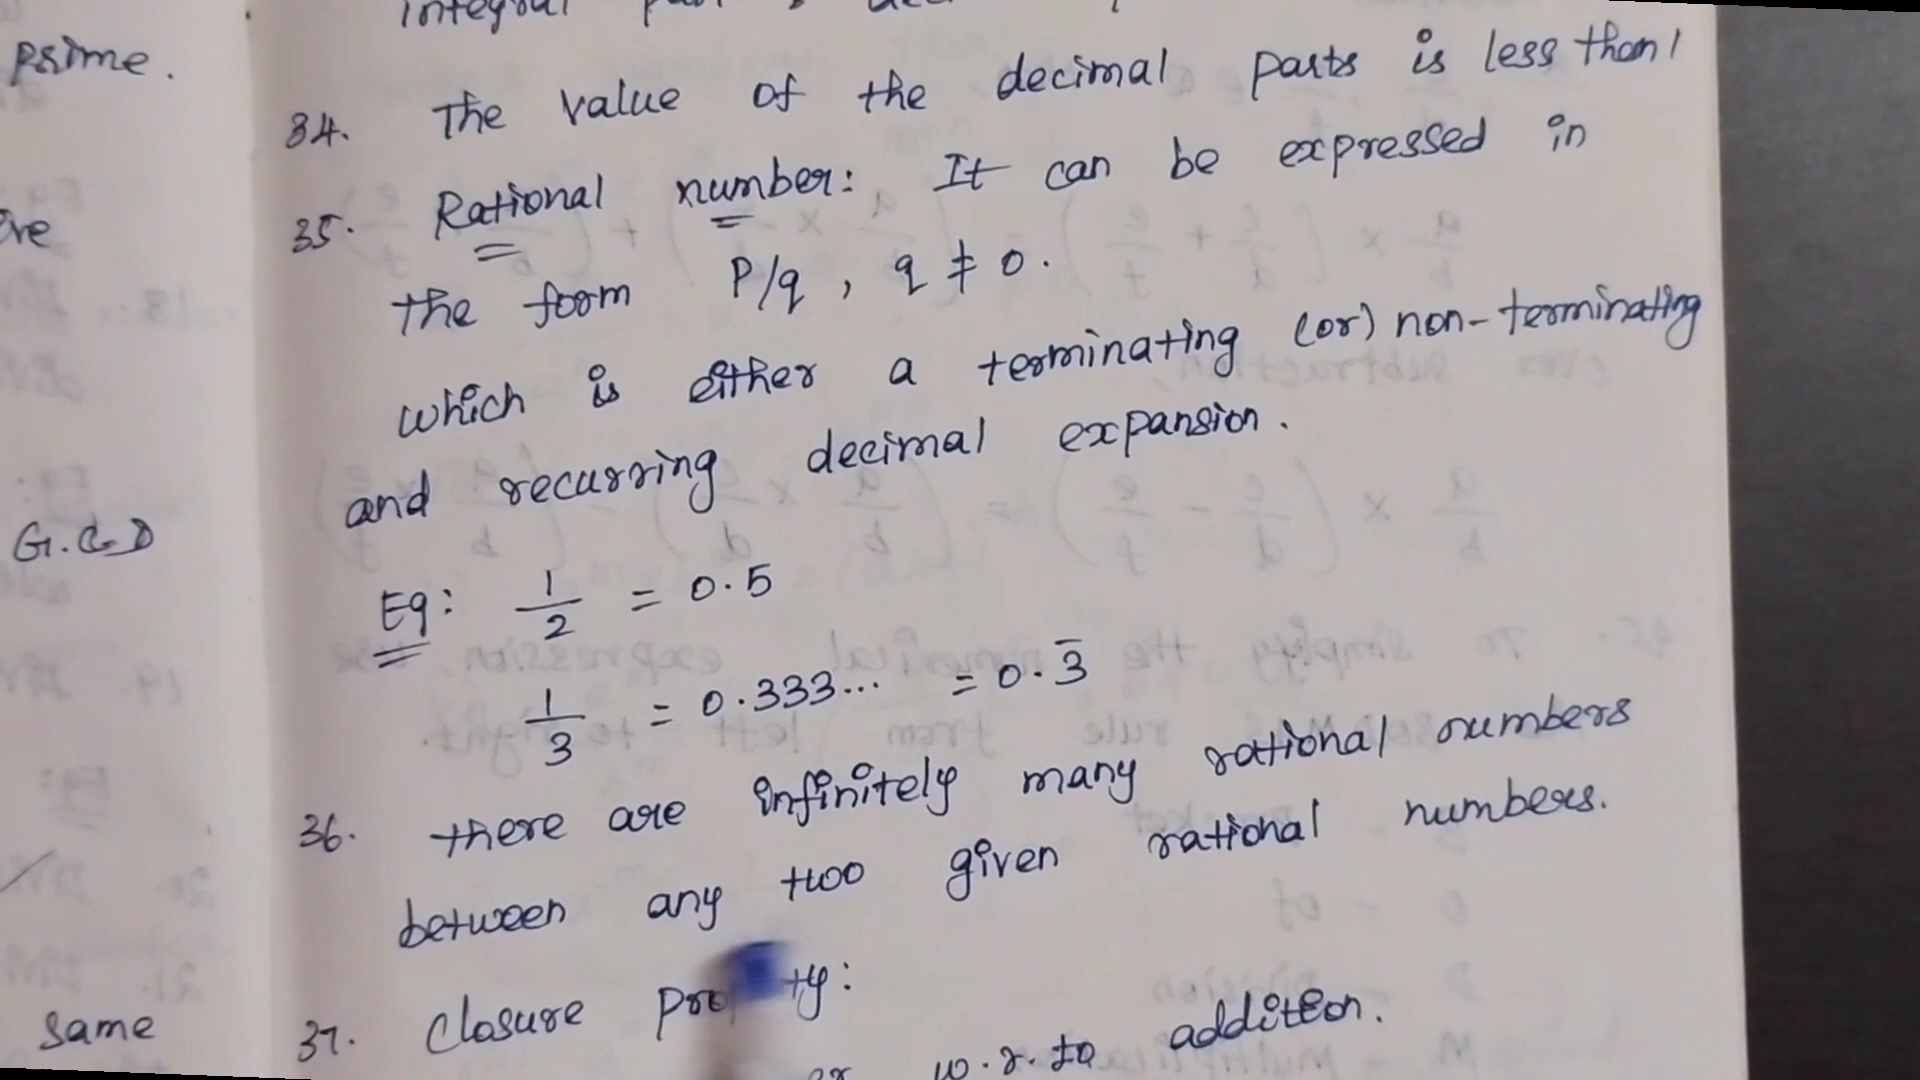 prime.
G.C.D
same
34. The value of the decimal parts is less than 1
35. Rational number: It can be expressed in
the form P/q, q ≠ 0.
which is either a terminating (or) non-terminating
and recurring decimal expansion.
Eg: 1/2 = 0.5
1/3 = 0.333... = 0.3̅
36. there are infinitely many rational numbers
between any two given rational numbers.
37. Closure
w.r.to addition.